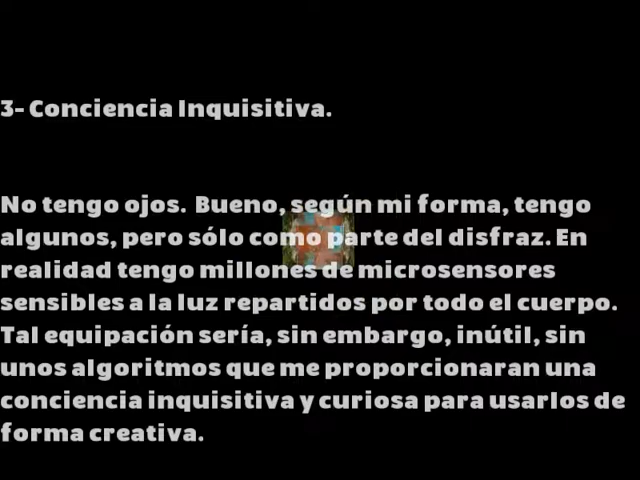 3- Conciencia Inquisitiva.
No tengo ojos. Bueno, según mi forma, tengo
algunos, pero sólo como parte del disfraz. En
realidad tengo millones de microsensores
sensibles a la luz repartidos por todo el cuerpo.
Tal equipación sería, sin embargo, inútil, sin
unos algoritmos que me proporcionaran una
conciencia inquisitiva y curiosa para usarlos de
forma creativa.